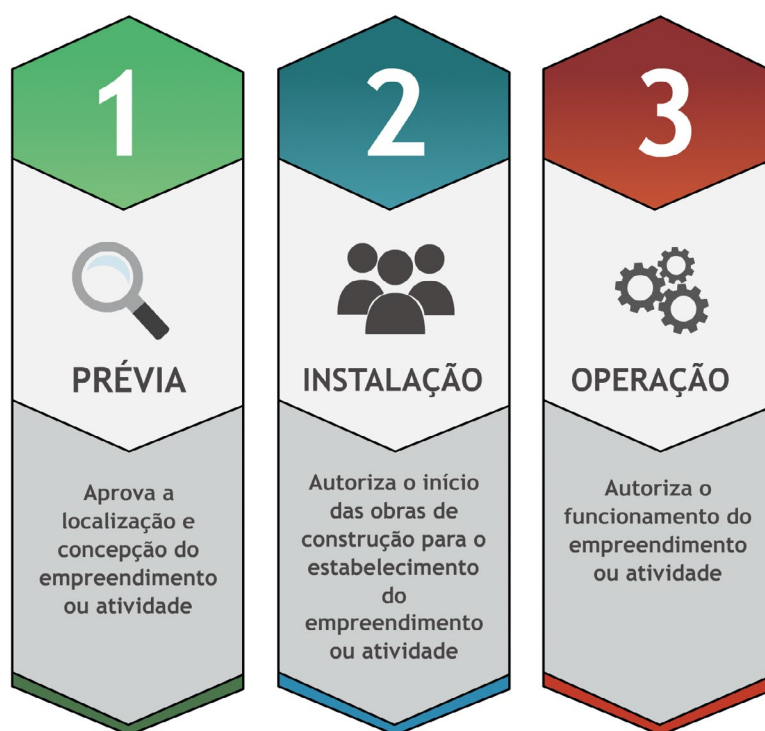 1
PRÉVIA
Aprova a
localização e
concepção do
empreendimento
ou atividade
2
INSTALAÇÃO
Autoriza o início
das obras de
construção para o
estabelecimento
do
empreendimento
ou atividade
3
OPERAÇÃO
Autoriza o
funcionamento do
empreendimento
ou atividade